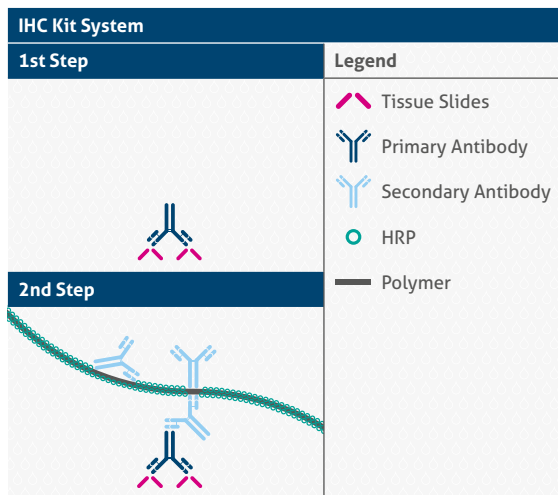 IHC Kit System
1st Step
Legend
Tissue Slides
Primary Antibody
Secondary Antibody
HRP
Polymer
2nd Step